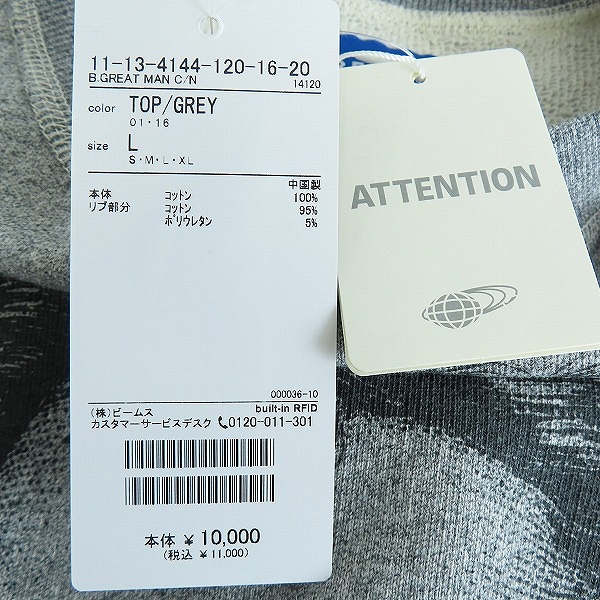 11-13-4144-120-16-20
B.GREAT MAN C/N 14120
color TOP/GREY
01・16
size L
S・M・L・XL
中国製
本体 コットン 100%
リブ部分 コットン 95%
ポリウレタン 5%
000036-10
(株)ビームス built-in RFID
カスタマーサービスデスク 0120-011-301
本体 ¥ 10,000
(税込 ¥ 11,000)
ATTENTION